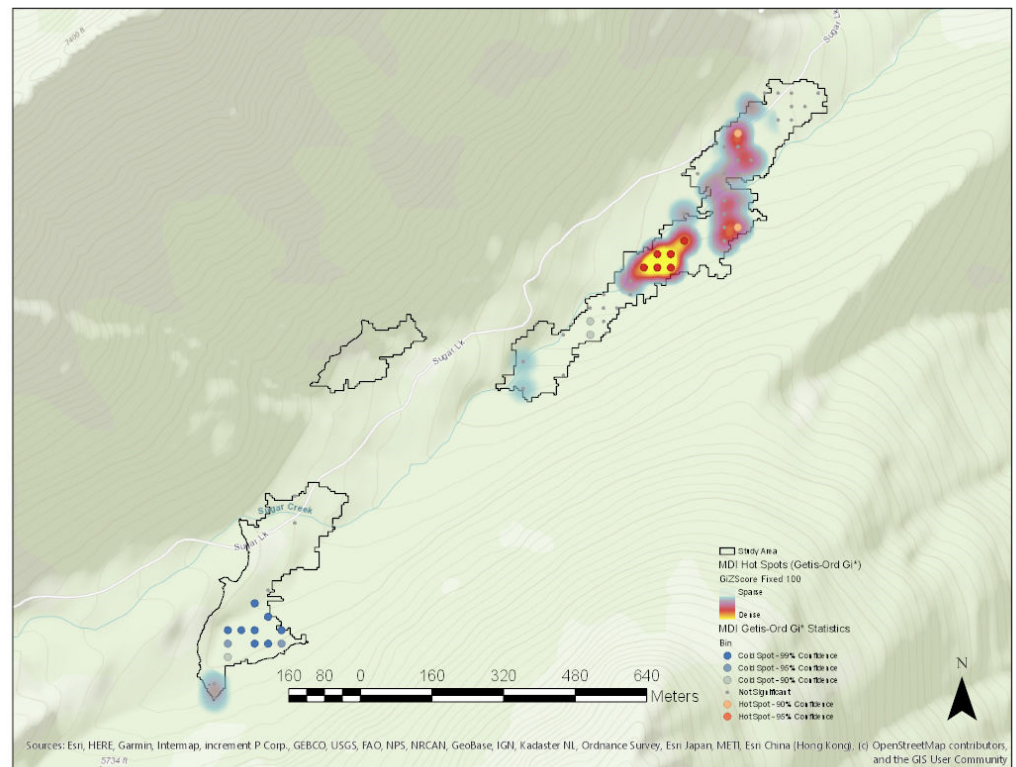 7400 ft
Sugar Lk
Sugar Lk
Sugar Creek
Sugar Lk
Study Area
MDI Hot Spots (Getis-Ord Gi*)
GiZScore Fixed 100
Sparse
Dense
MDI Getis-Ord Gi* Statistics
Bin
Cold Spot - 99% Confidence
Cold Spot - 95% Confidence
Cold Spot - 90% Confidence
Not Significant
Hot Spot - 90% Confidence
Hot Spot - 95% Confidence
N
160 80 0 160 320 480 640
Meters
Sources: Esri, HERE, Garmin, Intermap, increment P Corp., GEBCO, USGS, FAO, NPS, NRCAN, GeoBase, IGN, Kadaster NL, Ordnance Survey, Esri Japan, METI, Esri China (Hong Kong), (c) OpenStreetMap contributors,
and the GIS User Community
5734 ft